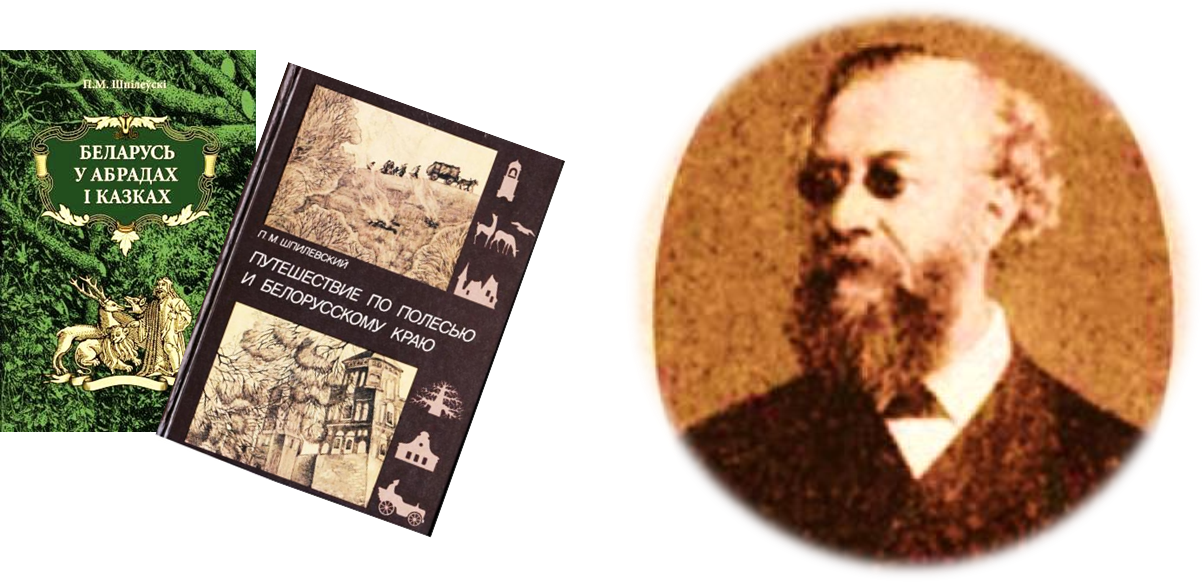 П.М. Шпілеўскі
БЕЛАРУСЬ
У АБРАДАХ
І КАЗКАХ
П. М. ШПИЛЕВСКИЙ
ПУТЕШЕСТВИЕ ПО ПОЛЕСЬЮ
И БЕЛОРУССКОМУ КРАЮ